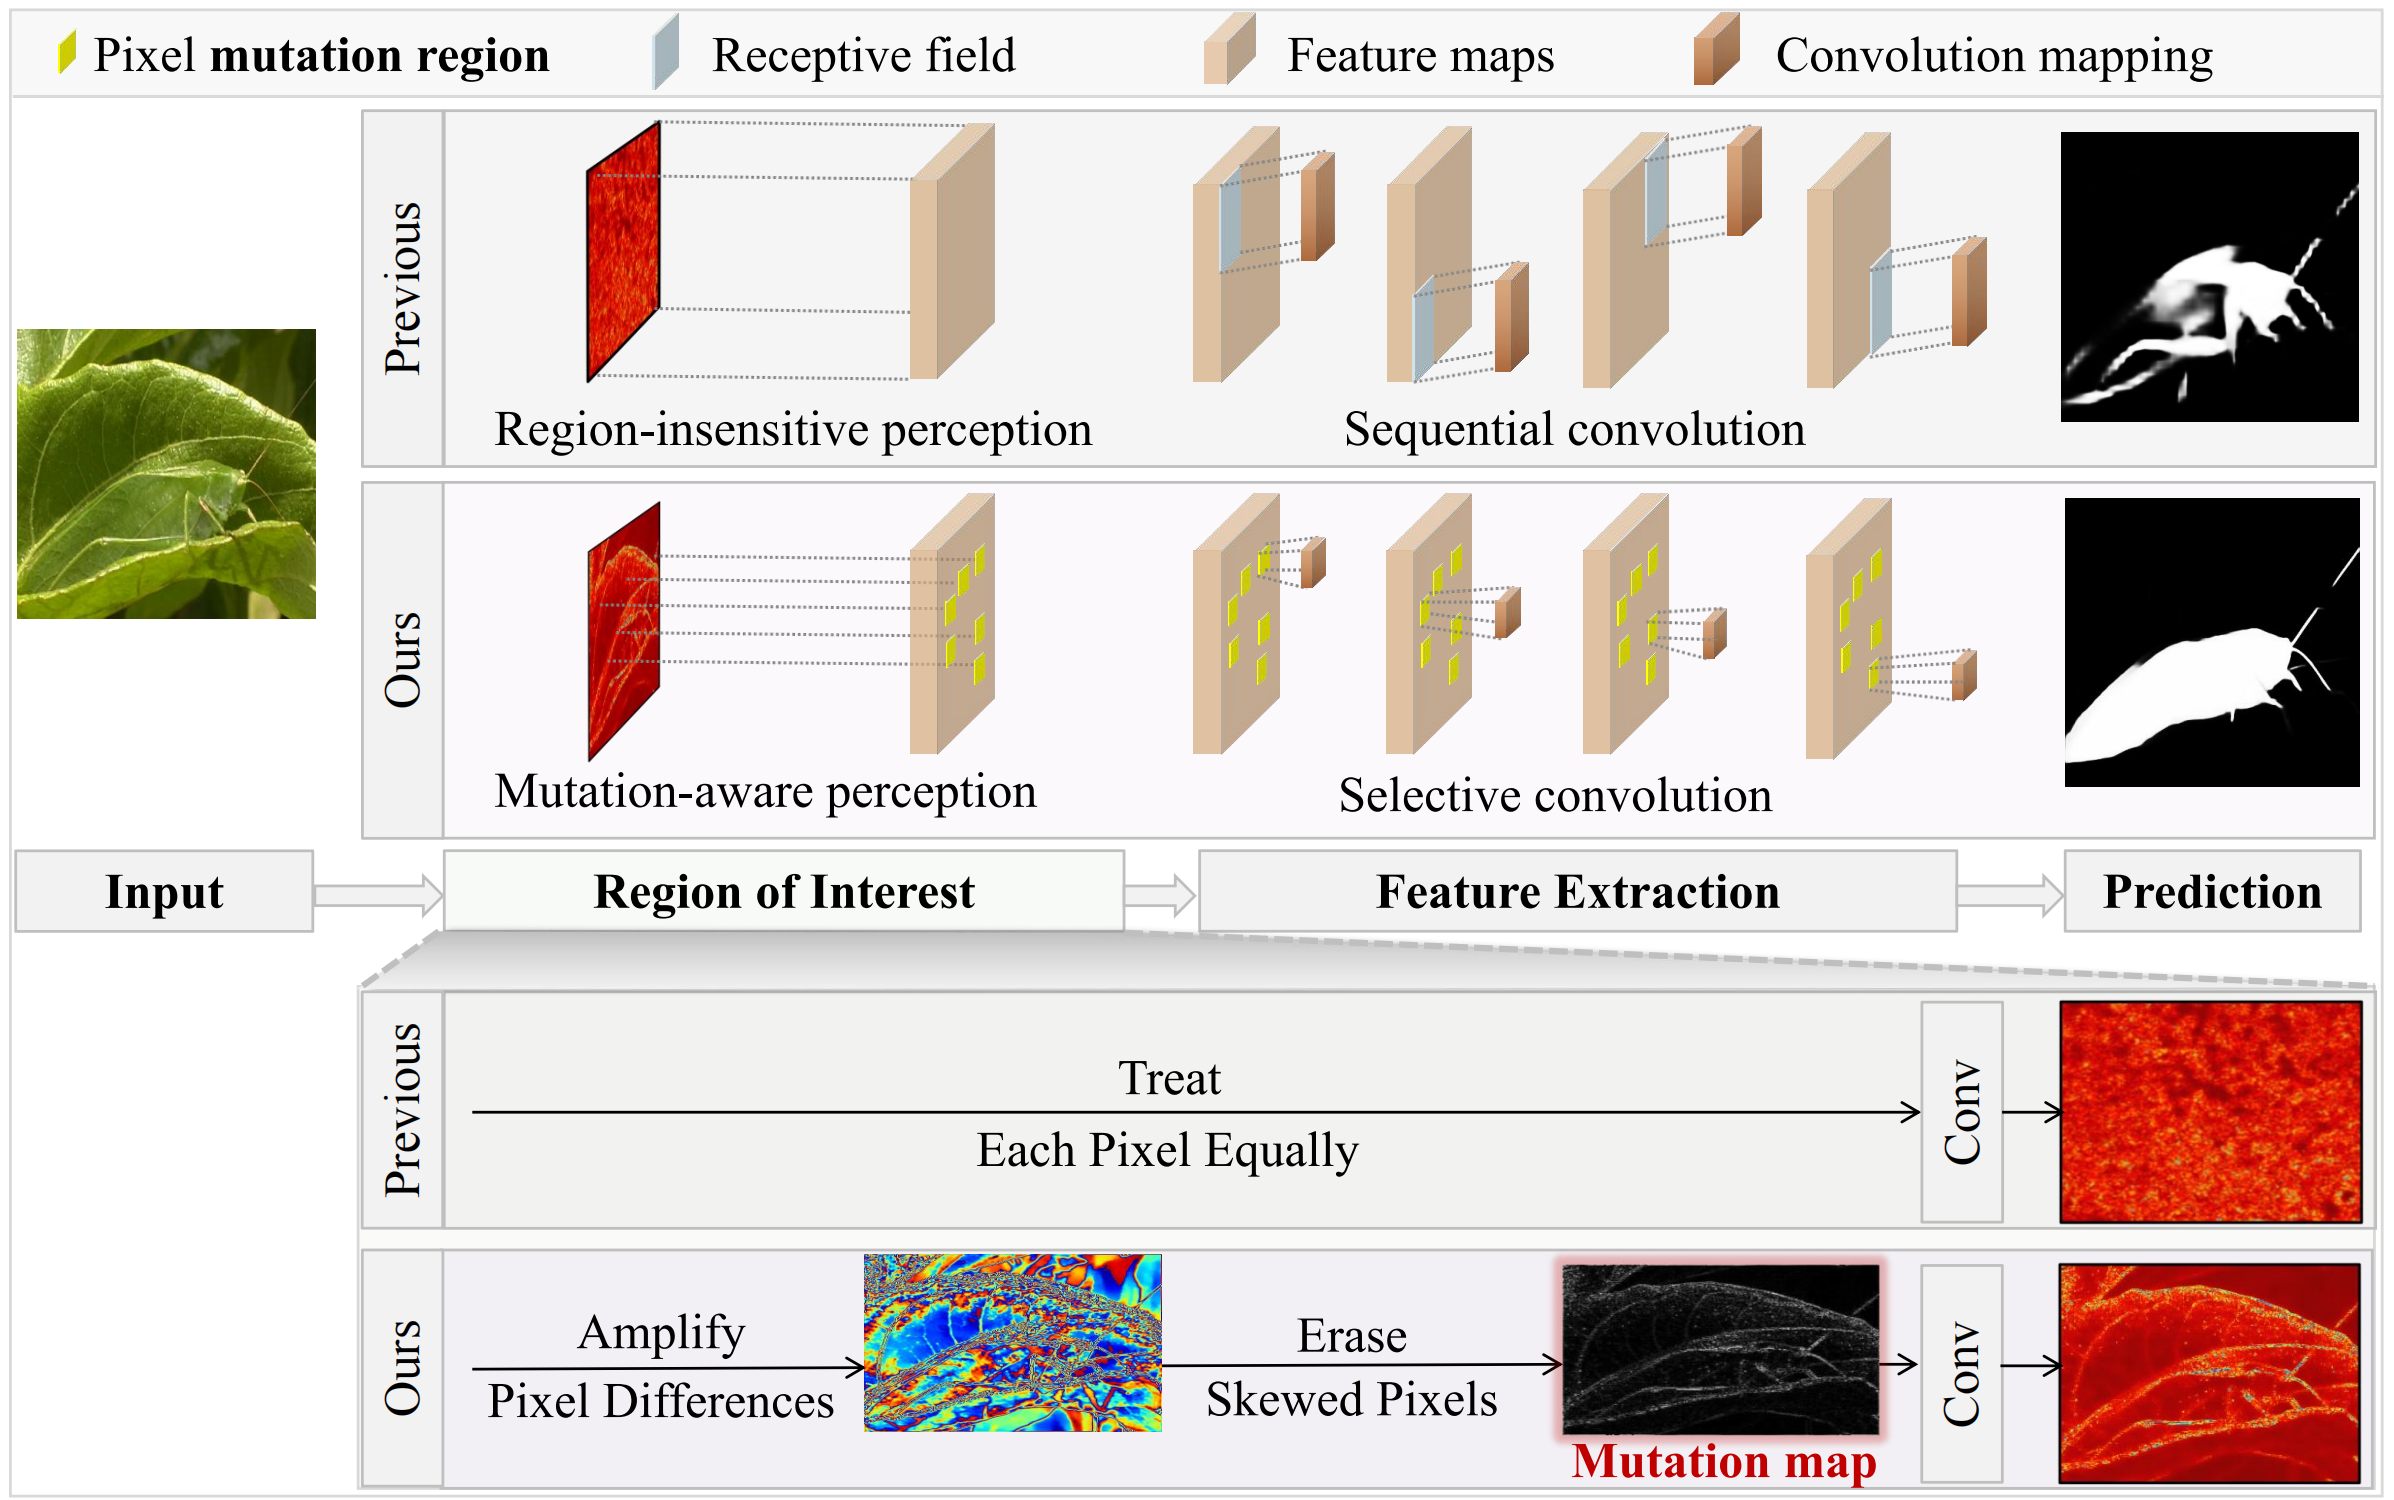 Pixel mutation region
Receptive field
Feature maps
Convolution mapping
Previous
Region-insensitive perception
Sequential convolution
Ours
Mutation-aware perception
Selective convolution
Input
Region of Interest
Feature Extraction
Prediction
Previous
Treat
Each Pixel Equally
Conv
Ours
Amplify
Pixel Differences
Erase
Skewed Pixels
Mutation map
Conv